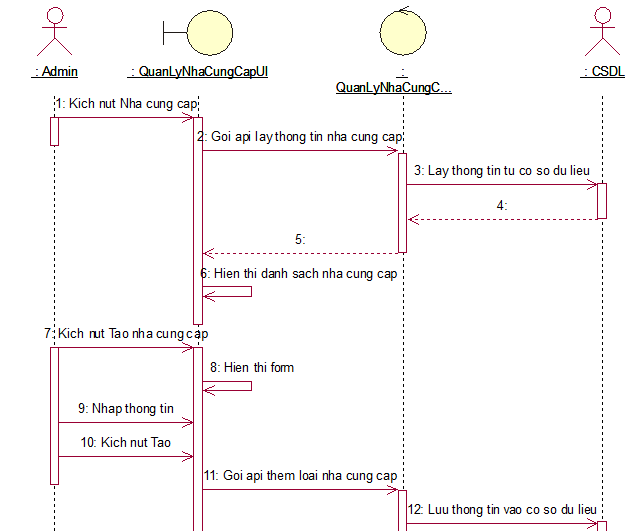 : Admin
: QuanLyNhaCungCapUI
:
QuanLyNhaCungC...
: CSDL
1: Kich nut Nha cung cap
2: Goi api lay thong tin nha cung cap
3: Lay thong tin tu co so du lieu
4:
5:
6: Hien thi danh sach nha cung cap
7: Kich nut Tao nha cung cap
8: Hien thi form
9: Nhap thong tin
10: Kich nut Tao
11: Goi api them loai nha cung cap
12: Luu thong tin vao co so du lieu